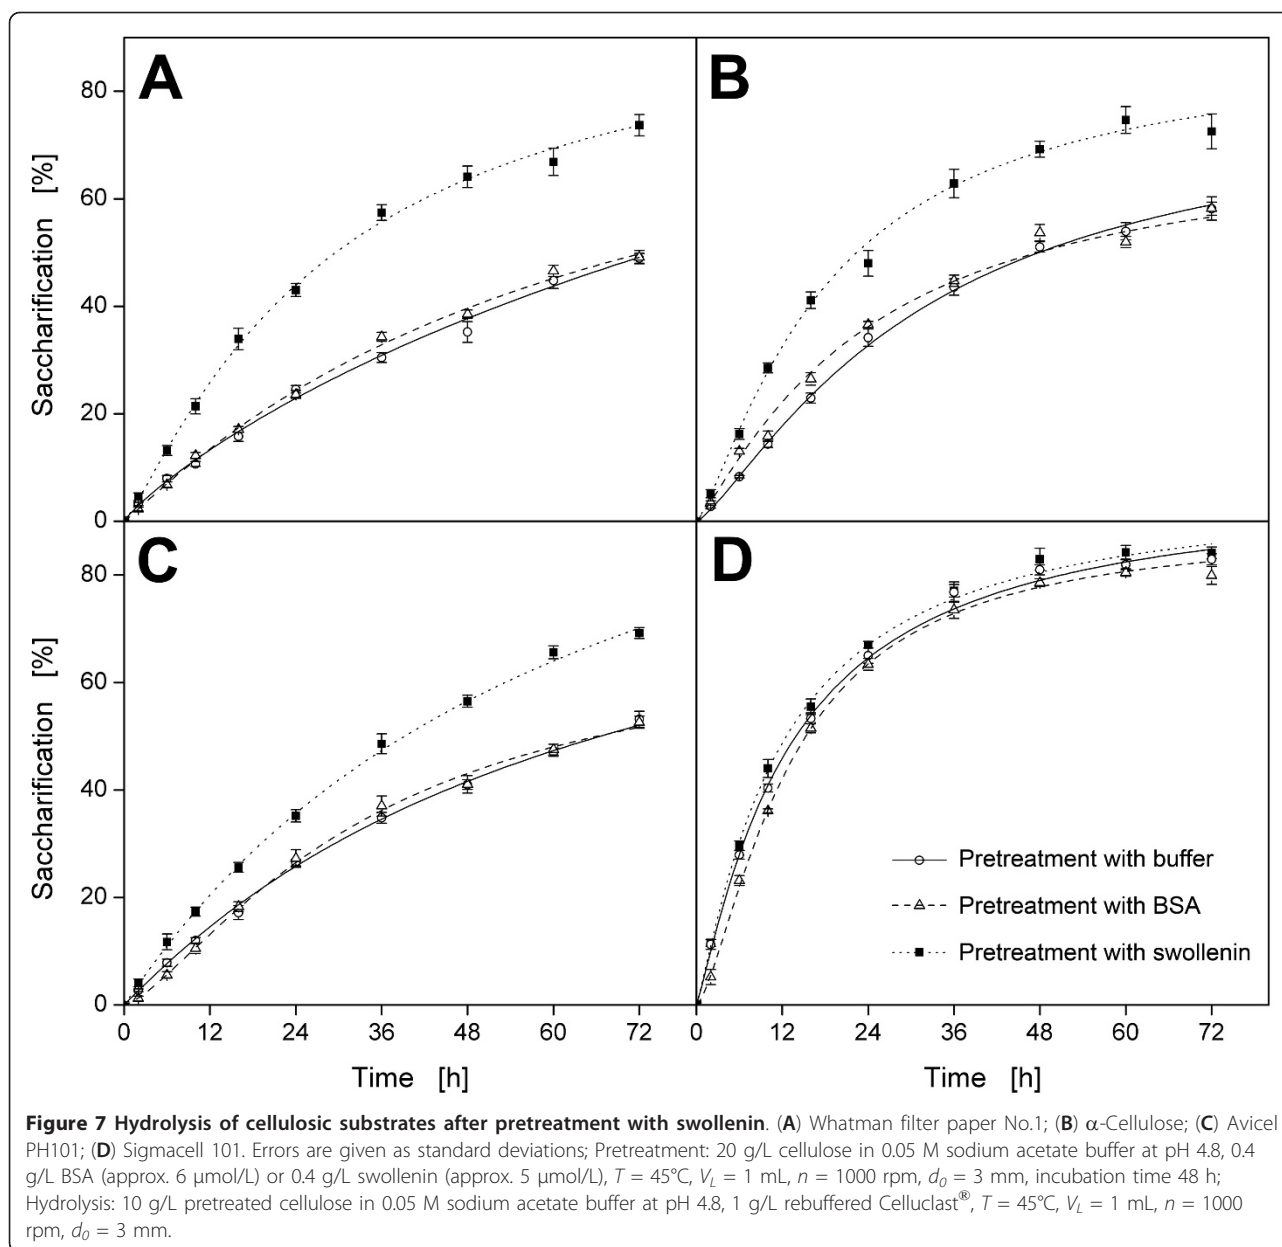 A
B
80
60
40
20
0
Saccharification [%]
C
D
80
60
40
20
0
Saccharification [%]
Pretreatment with buffer
Pretreatment with BSA
Pretreatment with swollenin
0 12 24 36 48 60 72
0 12 24 36 48 60 72
Time [h]
Time [h]
Figure 7 Hydrolysis of cellulosic substrates after pretreatment with swollenin. (A) Whatman filter paper No.1; (B) α-Cellulose; (C) Avicel
PH101; (D) Sigmacell 101. Errors are given as standard deviations; Pretreatment: 20 g/L cellulose in 0.05 M sodium acetate buffer at pH 4.8, 0.4
g/L BSA (approx. 6 μmol/L) or 0.4 g/L swollenin (approx. 5 μmol/L), T = 45°C, V_L = 1 mL, n = 1000 rpm, d_0 = 3 mm, incubation time 48 h;
Hydrolysis: 10 g/L pretreated cellulose in 0.05 M sodium acetate buffer at pH 4.8, 1 g/L rebuffered Celluclast®, T = 45°C, V_L = 1 mL, n = 1000
rpm, d_0 = 3 mm.